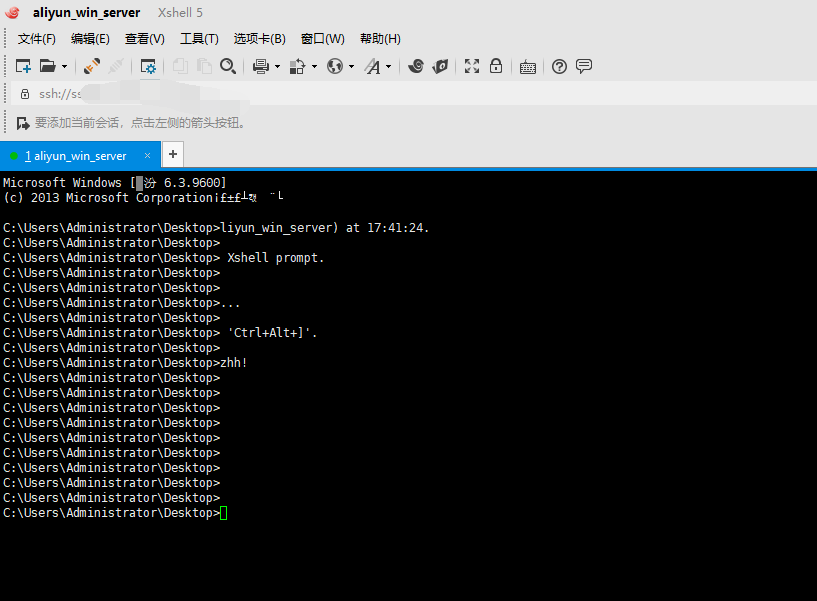 aliyun_win_server Xshell 5
文件(F) 编辑(E) 查看(V) 工具(T) 选项卡(B) 窗口(W) 帮助(H)
ssh://
要添加当前会话，点击左侧的箭头按钮。
1 aliyun_win_server × +
Microsoft Windows [ 汾 6.3.9600]
(c) 2013 Microsoft Corporation
C:\Users\Administrator\Desktop>liyun_win_server) at 17:41:24.
C:\Users\Administrator\Desktop>
C:\Users\Administrator\Desktop> Xshell prompt.
C:\Users\Administrator\Desktop>
C:\Users\Administrator\Desktop>
C:\Users\Administrator\Desktop>...
C:\Users\Administrator\Desktop>
C:\Users\Administrator\Desktop> 'Ctrl+Alt+]'.
C:\Users\Administrator\Desktop>
C:\Users\Administrator\Desktop>zhh!
C:\Users\Administrator\Desktop>
C:\Users\Administrator\Desktop>
C:\Users\Administrator\Desktop>
C:\Users\Administrator\Desktop>
C:\Users\Administrator\Desktop>
C:\Users\Administrator\Desktop>
C:\Users\Administrator\Desktop>
C:\Users\Administrator\Desktop>
C:\Users\Administrator\Desktop>
C:\Users\Administrator\Desktop>